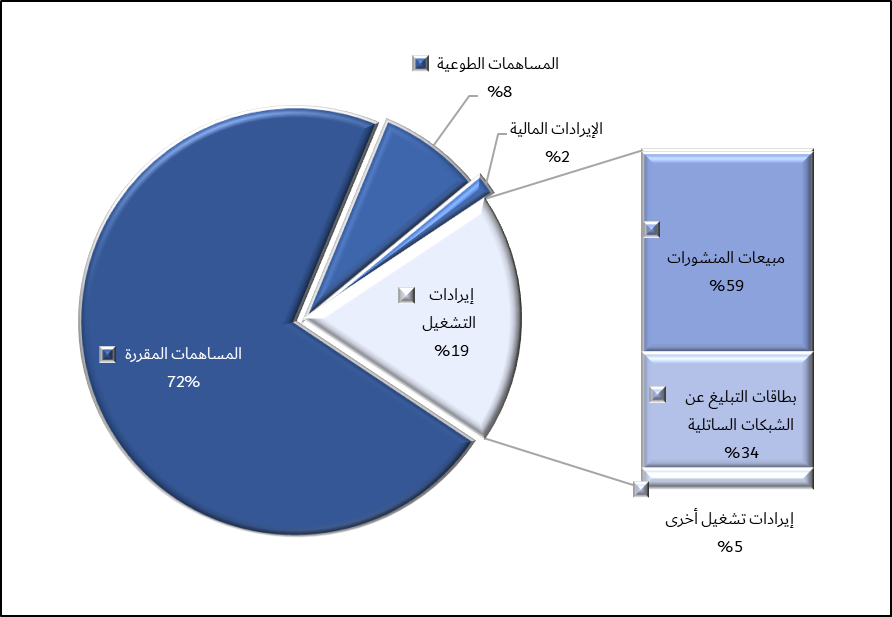 المساهمات الطوعية
%8
الإيرادات المالية
%2
مبيعات المنشورات
%59
إيرادات
التشغيل
%19
المساهمات المقررة
72%
بطاقات التبليغ عن
الشبكات الساتلية
%34
إيرادات تشغيل أخرى
%5